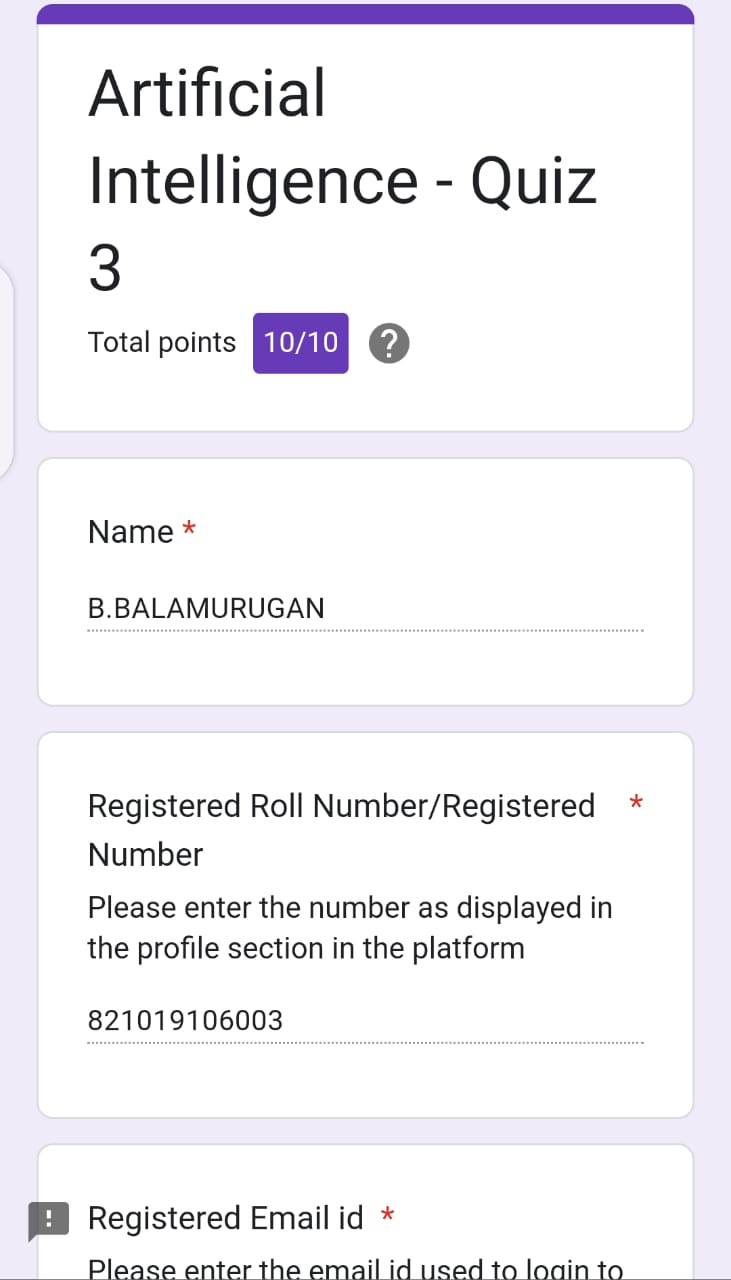 Artificial
Intelligence - Quiz
3
Total points 10/10 ?
Name *
B.BALAMURUGAN
Registered Roll Number/Registered *
Number
Please enter the number as displayed in
the profile section in the platform
821019106003
! Registered Email id *
Please enter the email id used to login to